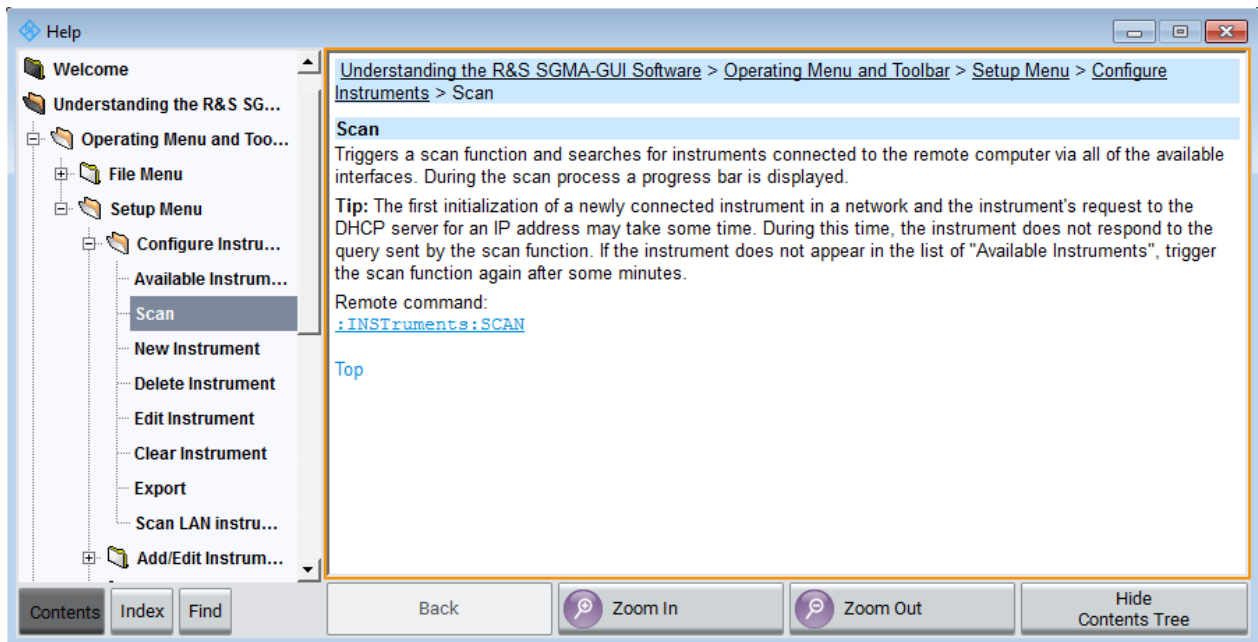 Help
Welcome
Understanding the R&S SG...
Operating Menu and Too...
File Menu
Setup Menu
Configure Instru...
Available Instrum...
Scan
New Instrument
Delete Instrument
Edit Instrument
Clear Instrument
Export
Scan LAN instru...
Add/Edit Instrum...
Understanding the R&S SGMA-GUI Software > Operating Menu and Toolbar > Setup Menu > Configure
Instruments > Scan
Scan
Triggers a scan function and searches for instruments connected to the remote computer via all of the available
interfaces. During the scan process a progress bar is displayed.
Tip: The first initialization of a newly connected instrument in a network and the instrument's request to the
DHCP server for an IP address may take some time. During this time, the instrument does not respond to the
query sent by the scan function. If the instrument does not appear in the list of "Available Instruments", trigger
the scan function again after some minutes.
Remote command:
:INSTruments:SCAN
Top
Contents
Index
Find
Back
Zoom In
Zoom Out
Hide
Contents Tree